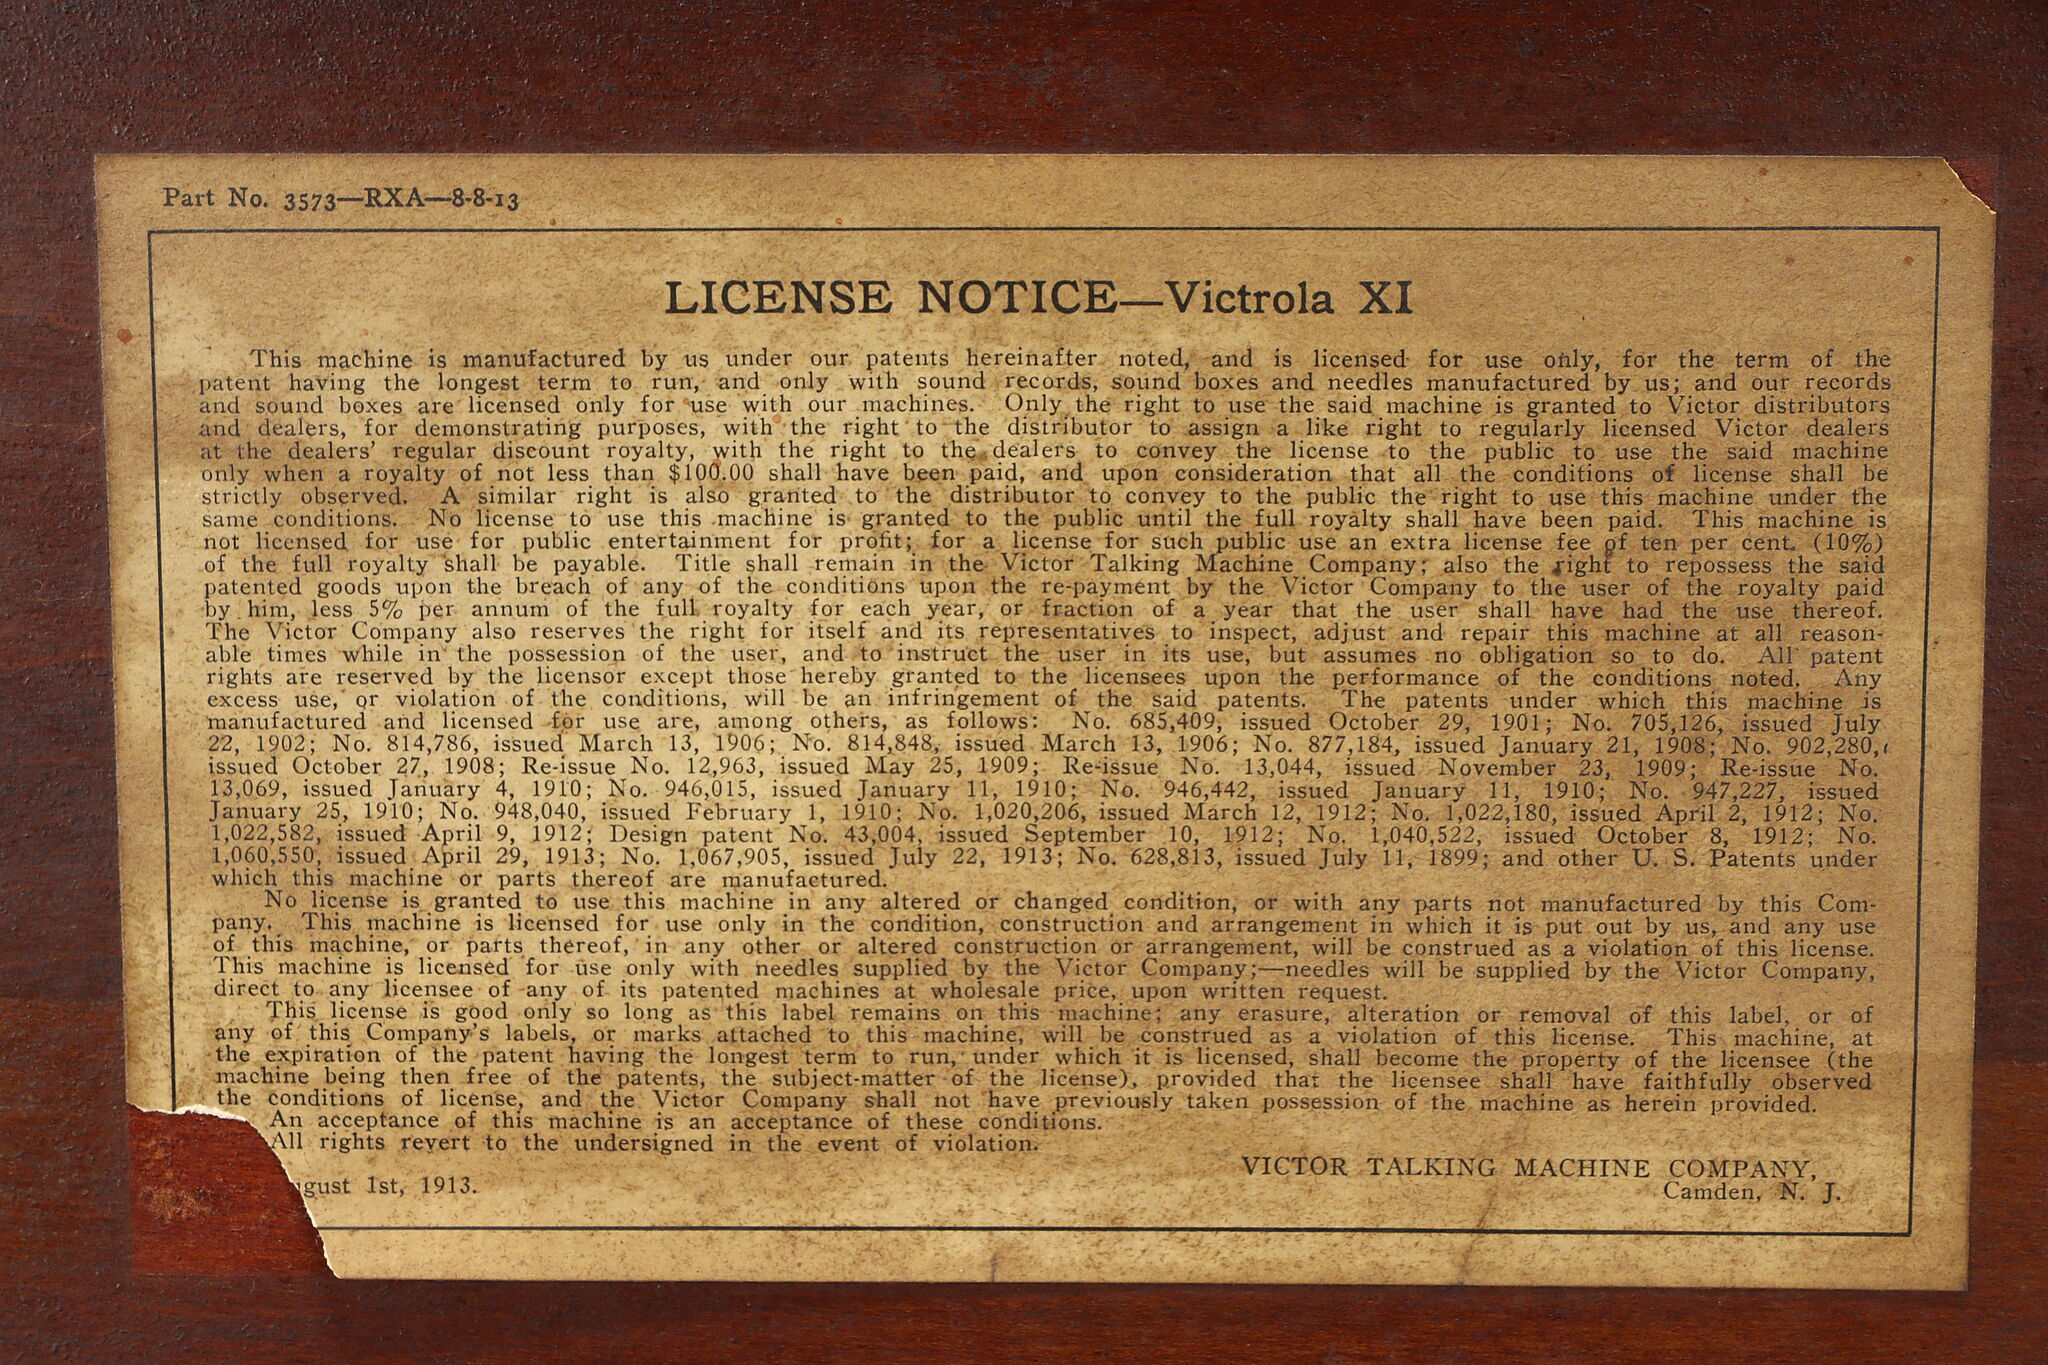 Part No. 3573—RXA—8-8-13
LICENSE NOTICE—Victrola XI
This machine is manufactured by us under our patents hereinafter noted, and is licensed for use only, for the term of the
patent having the longest term to run, and only with sound records, sound boxes and needles manufactured by us; and our records
and sound boxes are licensed only for use with our machines. Only the right to use the said machine is granted to Victor distributors
and dealers, for demonstrating purposes, with the right to the distributor to assign a like right to regularly licensed Victor dealers
at the dealers' regular discount royalty, with the right to the dealers to convey the license to the public to use the said machine
only when a royalty of not less than $100.00 shall have been paid, and upon consideration that all the conditions of license shall be
strictly observed. A similar right is also granted to the distributor to convey to the public the right to use this machine under the
same conditions. No license to use this machine is granted to the public until the full royalty shall have been paid. This machine is
not licensed for use for public entertainment for profit; for a license for such public use an extra license fee of ten per cent. (10%)
of the full royalty shall be payable. Title shall remain in the Victor Talking Machine Company; also the right to repossess the said
patented goods upon the breach of any of the conditions upon the re-payment by the Victor Company to the user of the royalty paid
by him, less 5% per annum of the full royalty for each year, or fraction of a year that the user shall have had the use thereof.
The Victor Company also reserves the right for itself and its representatives to inspect, adjust and repair this machine at all reason-
able times while in the possession of the user, and to instruct the user in its use, but assumes no obligation so to do. All patent
rights are reserved by the licensor except those hereby granted to the licensees upon the performance of the conditions noted. Any
excess use, or violation of the conditions, will be an infringement of the said patents. The patents under which this machine is
manufactured and licensed for use are, among others, as follows: No. 685,409, issued October 29, 1901; No. 705,126, issued July
22, 1902; No. 814,786, issued March 13, 1906; No. 814,848, issued March 13, 1906; No. 877,184, issued January 21, 1908; No. 902,280,
issued October 27, 1908; Re-issue No. 12,963, issued May 25, 1909; Re-issue No. 13,044, issued November 23, 1909; Re-issue No.
13,069, issued January 4, 1910; No. 946,015, issued January 11, 1910; No. 946,442, issued January 11, 1910; No. 947,227, issued
January 25, 1910; No. 948,040, issued February 1, 1910; No. 1,020,206, issued March 12, 1912; No. 1,022,180, issued April 2, 1912; No.
1,022,582, issued April 9, 1912; Design patent No. 43,004, issued September 10, 1912; No. 1,040,522, issued October 8, 1912; No.
1,060,550, issued April 29, 1913; No. 1,067,905, issued July 22, 1913; No. 628,813, issued July 11, 1899; and other U. S. Patents under
which this machine or parts thereof are manufactured.
No license is granted to use this machine in any altered or changed condition, or with any parts not manufactured by this Com-
pany. This machine is licensed for use only in the condition, construction and arrangement in which it is put out by us, and any use
of this machine, or parts thereof, in any other or altered construction or arrangement, will be construed as a violation of this license.
This machine is licensed for use only with needles supplied by the Victor Company;—needles will be supplied by the Victor Company,
direct to any licensee of any of its patented machines at wholesale price, upon written request.
This license is good only so long as this label remains on this machine; any erasure, alteration or removal of this label, or of
any of this Company's labels, or marks attached to this machine, will be construed as a violation of this license. This machine, at
the expiration of the patent having the longest term to run, under which it is licensed, shall become the property of the licensee (the
machine being then free of the patents, the subject-matter of the license), provided that the licensee shall have faithfully observed
the conditions of license, and the Victor Company shall not have previously taken possession of the machine as herein provided.
An acceptance of this machine is an acceptance of these conditions.
All rights revert to the undersigned in the event of violation.
VICTOR TALKING MACHINE COMPANY,
gust 1st, 1913.
Camden, N. J.